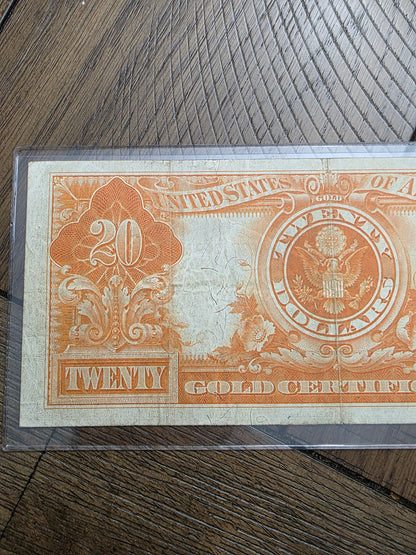 UNITED STATES OF A
GOLD
20
TWENTY
DOLLARS
TWENTY
GOLD CERTIFIC